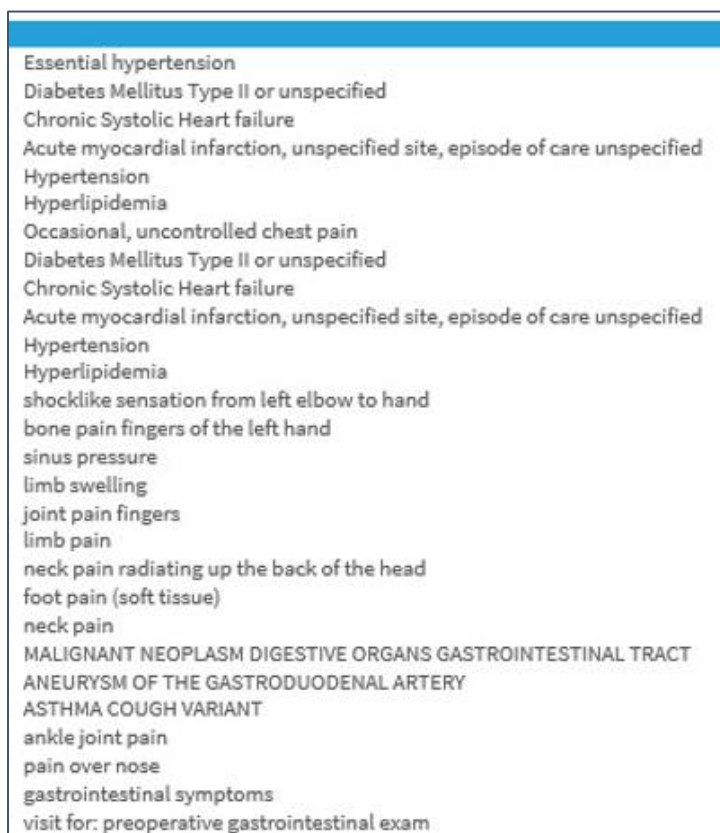 Essential hypertension
Diabetes Mellitus Type II or unspecified
Chronic Systolic Heart failure
Acute myocardial infarction, unspecified site, episode of care unspecified
Hypertension
Hyperlipidemia
Occasional, uncontrolled chest pain
Diabetes Mellitus Type II or unspecified
Chronic Systolic Heart failure
Acute myocardial infarction, unspecified site, episode of care unspecified
Hypertension
Hyperlipidemia
shocklike sensation from left elbow to hand
bone pain fingers of the left hand
sinus pressure
limb swelling
joint pain fingers
limb pain
neck pain radiating up the back of the head
foot pain (soft tissue)
neck pain
MALIGNANT NEOPLASM DIGESTIVE ORGANS GASTROINTESTINAL TRACT
ANEURYSM OF THE GASTRODUODENAL ARTERY
ASTHMA COUGH VARIANT
ankle joint pain
pain over nose
gastrointestinal symptoms
visit for: preoperative gastrointestinal exam